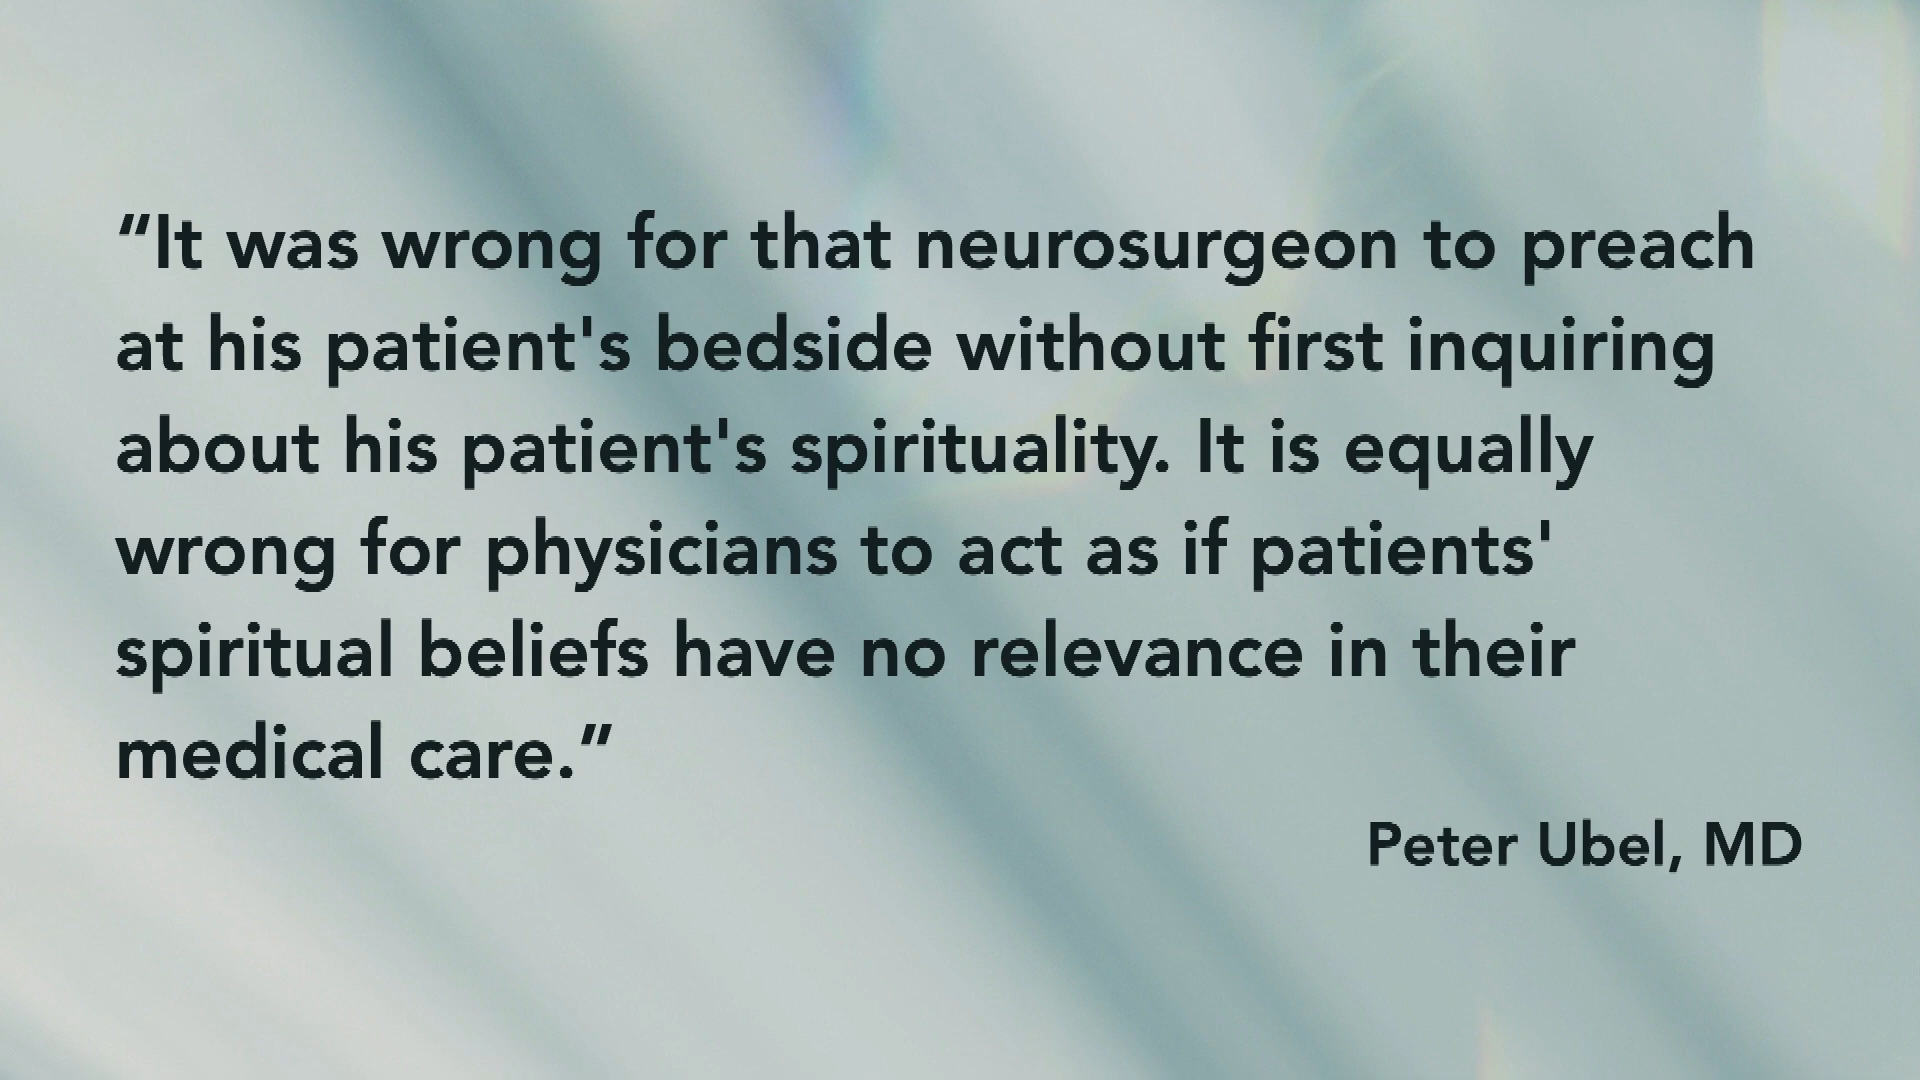 “It was wrong for that neurosurgeon to preach
at his patient's bedside without first inquiring
about his patient's spirituality. It is equally
wrong for physicians to act as if patients'
spiritual beliefs have no relevance in their
medical care.”
Peter Ubel, MD